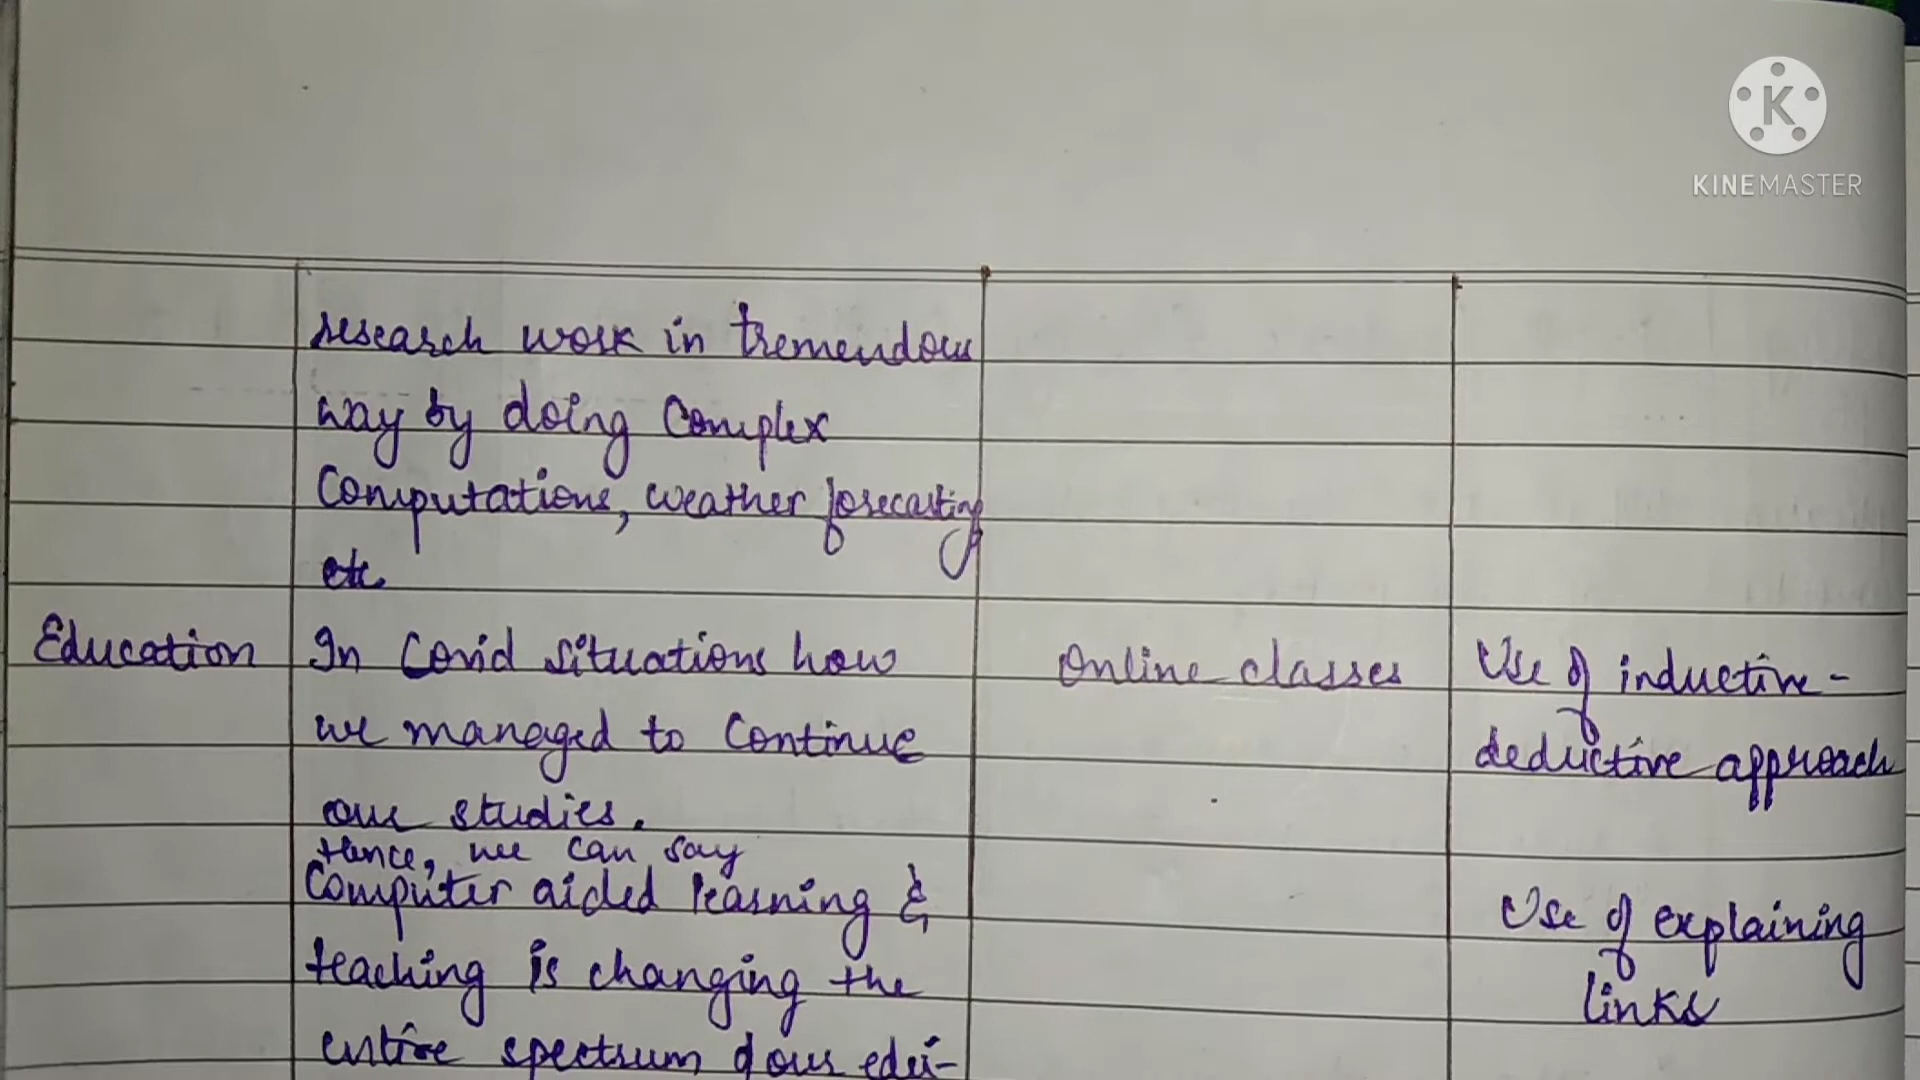 K
KINEMASTER
research work in tremendous
way by doing Complex
Computations, weather forecasting
etc
Education
In Covid situations how
we managed to continue
our studies.
Hence, we can say
Computer aided learning &
teaching is changing the
entire spectrum of our edu-
Online classes
Use of inductive-
deductive approach
Use of explaining
links